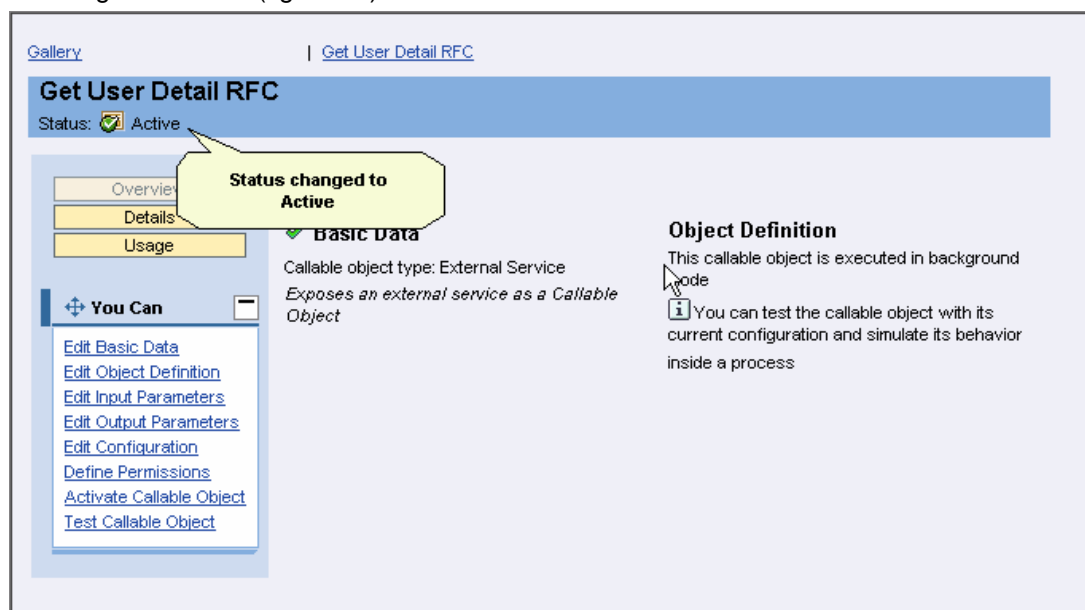 Gallery | Get User Detail RFC
Get User Detail RFC
Status: Active
Status changed to
Active
Details
Usage
Basic Data
Callable object type: External Service
Exposes an external service as a Callable
Object
Object Definition
This callable object is executed in background
You can test the callable object with its
current configuration and simulate its behavior
inside a process
You Can
Edit Basic Data
Edit Object Definition
Edit Input Parameters
Edit Output Parameters
Edit Configuration
Define Permissions
Activate Callable Object
Test Callable Object